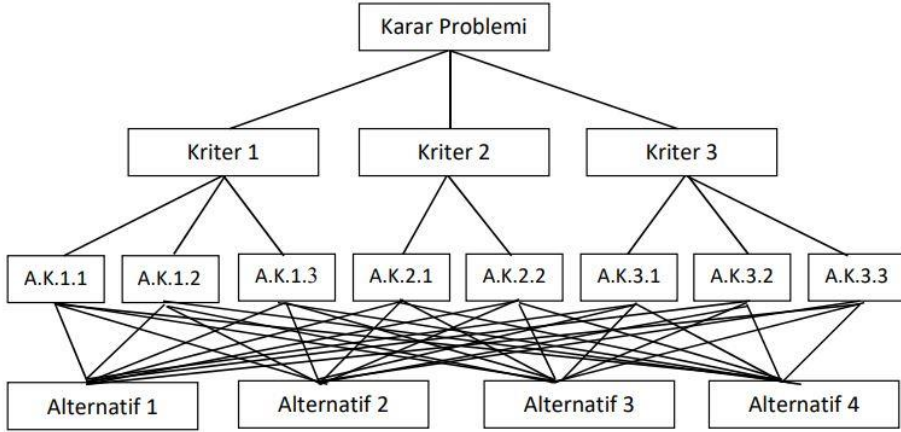 Karar Problemi
Kriter 1
Kriter 2
Kriter 3
A.K.1.1
A.K.1.2
A.K.1.3
A.K.2.1
A.K.2.2
A.K.3.1
A.K.3.2
A.K.3.3
Alternatif 1
Alternatif 2
Alternatif 3
Alternatif 4